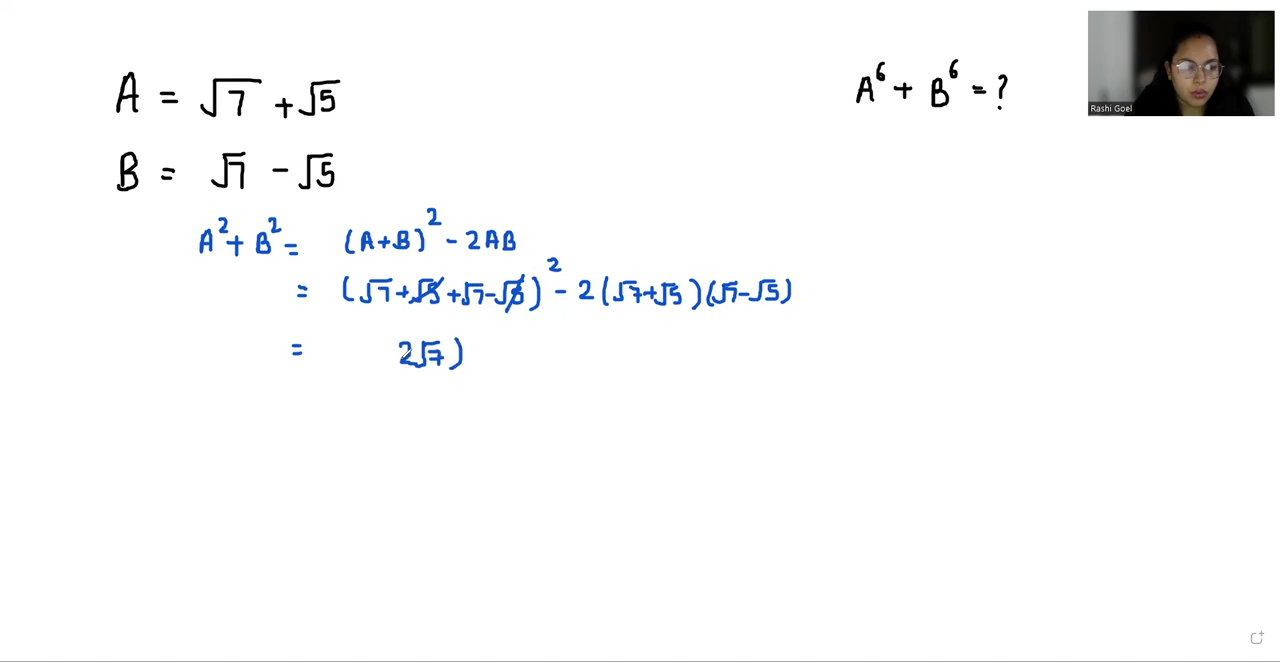 A = √7 + √5
A⁶ + B⁶ = ?
Rashi Goel
B = √7 - √5
A² + B² = (A+B)² - 2AB
= (√7 + √5 + √7 - √5)² - 2(√7+√5)(√7-√5)
= 2√7)